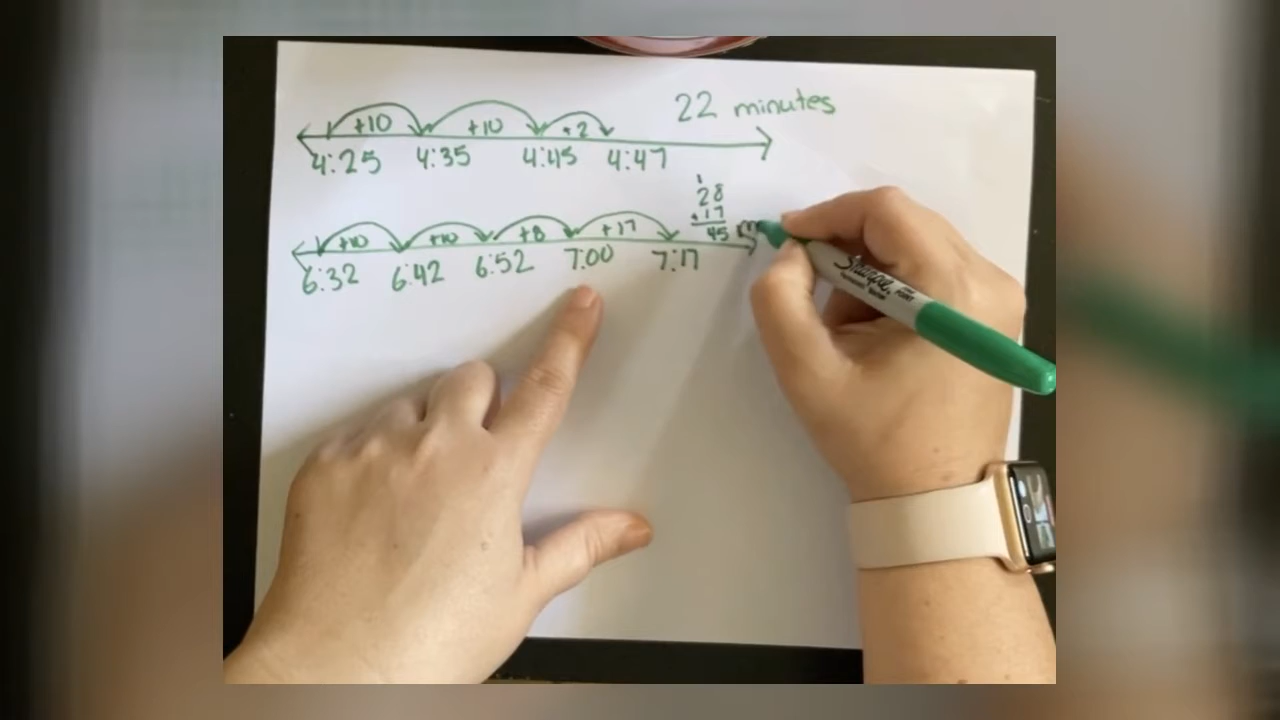 22 minutes
+10 +10 +2
4:25 4:35 4:45 4:47
1
28
+17
45 m
+10 +10 +8 +17
6:32 6:42 6:52 7:00 7:17
Sharpie